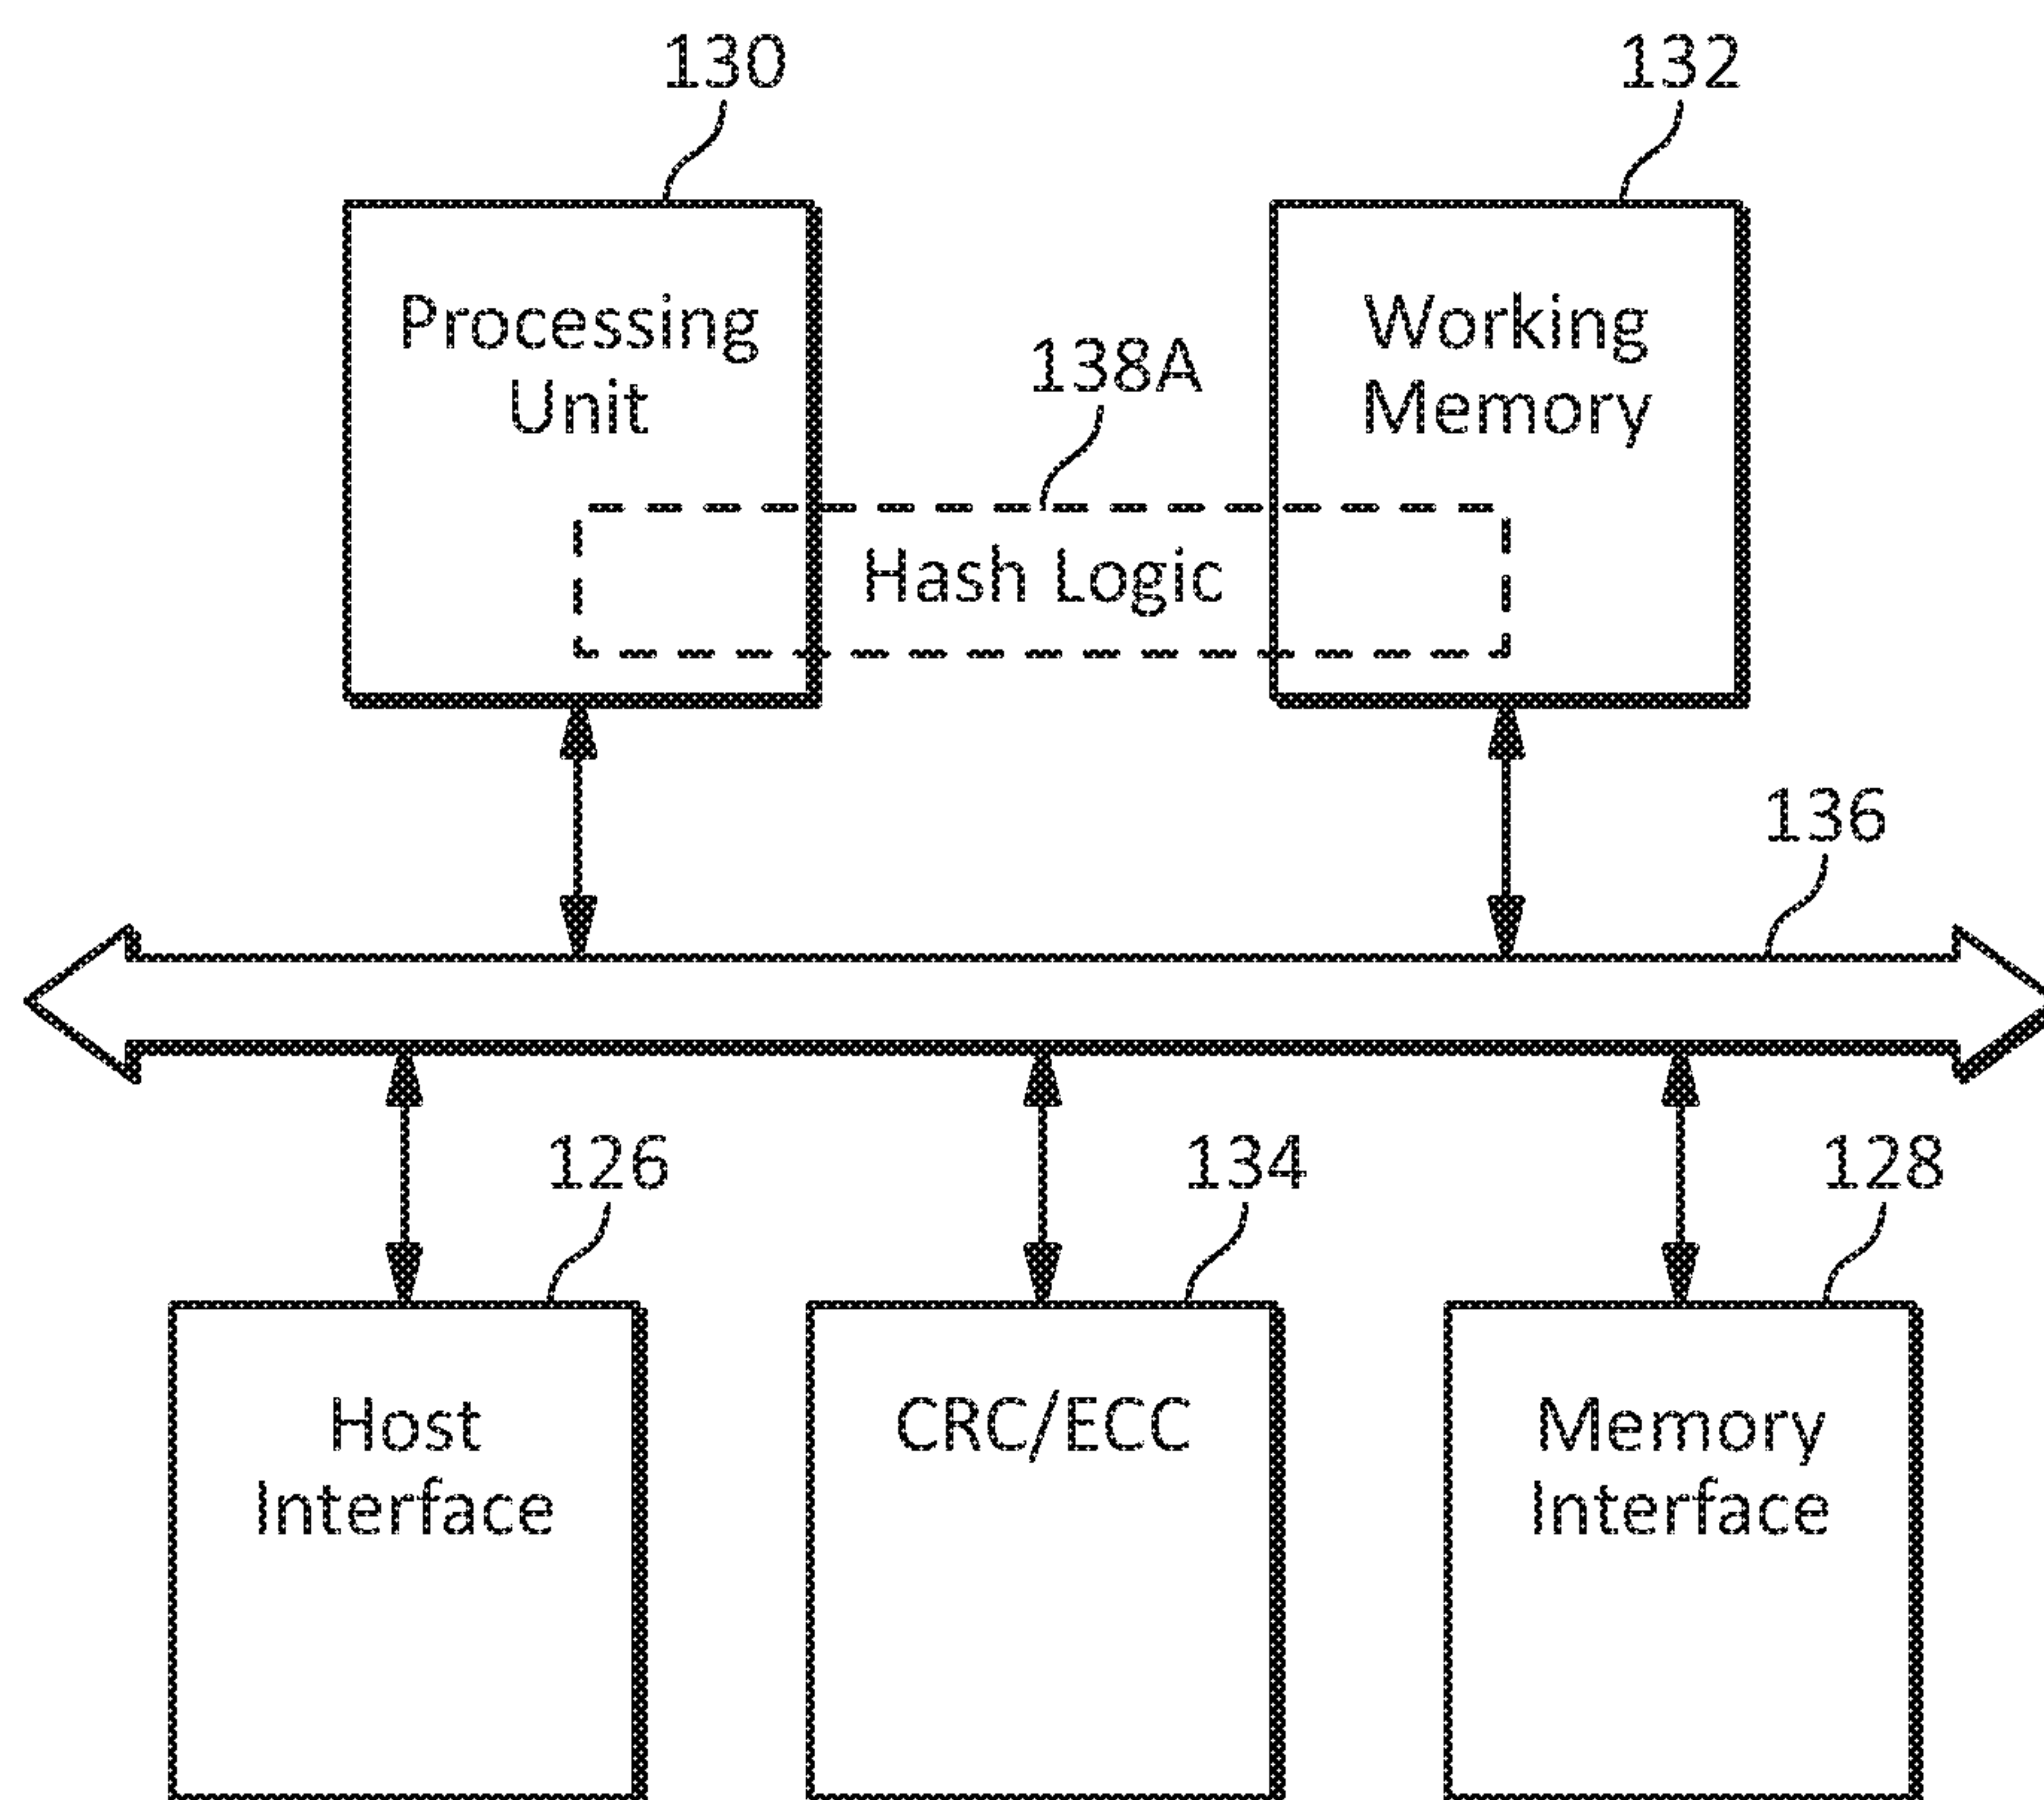 130
132
Processing
Unit
Working
Memory
138A
Hash Logic
136
126
134
128
Host
Interface
CRC/ECC
Memory
Interface